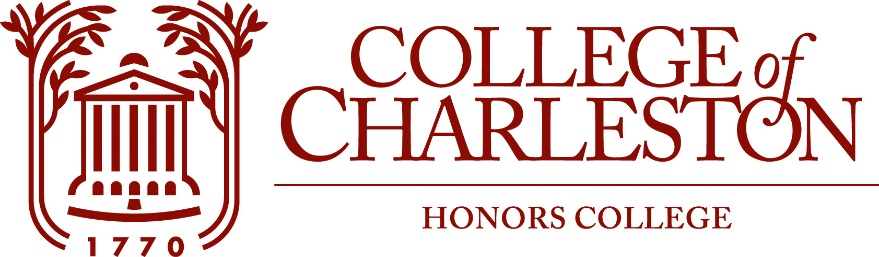 COLLEGE of
CHARLESTON
HONORS COLLEGE
1770